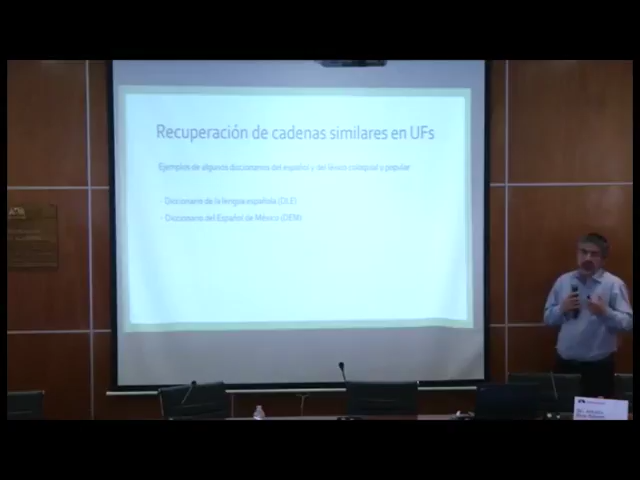 Recuperación de cadenas similares en UFs
Ejemplos de algunos diccionarios del español y del léxico coloquial y popular
- Diccionario de la lengua española (DLE)
- Diccionario del Español de México (DEM)